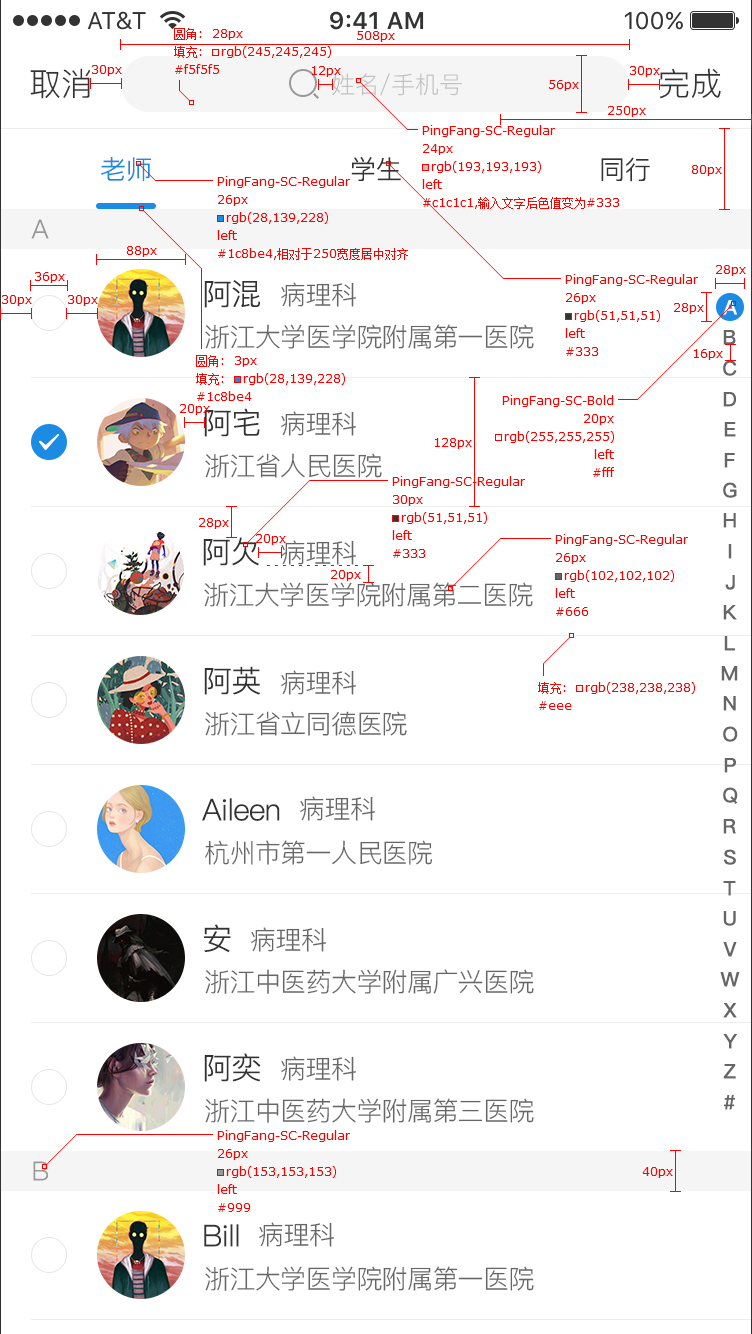 AT&T 9:41 AM 100%
圆角: 28px
508px
填充: rgb(245,245,245)
#f5f5f5
30px
12px
30px
取消
姓名/手机号
56px
完成
250px
PingFang-SC-Regular
24px
rgb(193,193,193)
left
#c1c1c1,输入文字后色值变为#333
80px
老师
学生
同行
PingFang-SC-Regular
26px
rgb(28,139,228)
left
#1c8be4,相对于250宽度居中对齐
A
88px
36px
30px
30px
阿混 病理科
浙江大学医学院附属第一医院
PingFang-SC-Regular
26px
rgb(51,51,51)
left
#333
28px
28px
16px
圆角: 3px
填充: rgb(28,139,228)
#1c8be4
20px
阿宅 病理科
浙江省人民医院
128px
PingFang-SC-Bold
20px
rgb(255,255,255)
left
#fff
PingFang-SC-Regular
30px
rgb(51,51,51)
left
#333
28px
20px
阿欠 病理科
20px
浙江大学医学院附属第二医院
PingFang-SC-Regular
26px
rgb(102,102,102)
left
#666
填充: rgb(238,238,238)
#eee
阿英 病理科
浙江省立同德医院
Aileen 病理科
杭州市第一人民医院
安 病理科
浙江中医药大学附属广兴医院
阿奕 病理科
浙江中医药大学附属第三医院
PingFang-SC-Regular
26px
rgb(153,153,153)
left
#999
B
40px
Bill 病理科
浙江大学医学院附属第一医院
A
B
C
D
E
F
G
H
I
J
K
L
M
N
O
P
Q
R
S
T
U
V
W
X
Y
Z
#